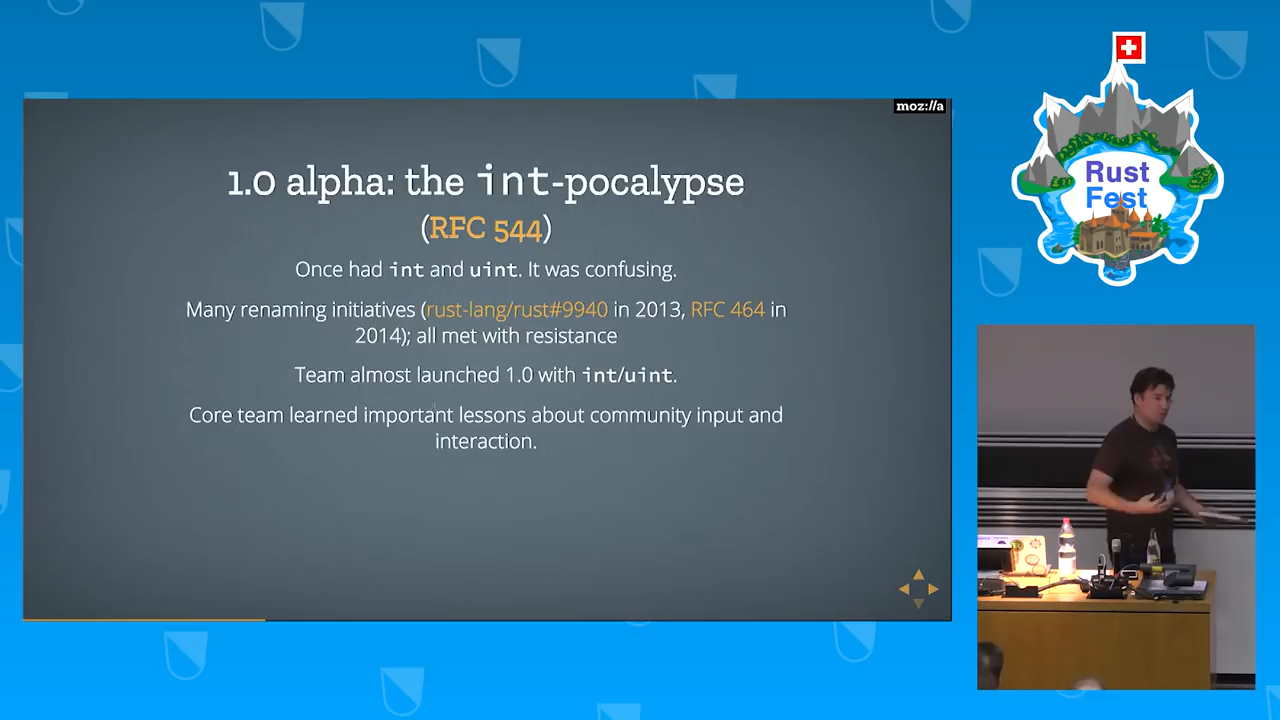 moz://a
1.0 alpha: the int-pocalypse
(RFC 544)
Once had int and uint. It was confusing.
Many renaming initiatives (rust-lang/rust#9940 in 2013, RFC 464 in
2014); all met with resistance
Team almost launched 1.0 with int/uint.
Core team learned important lessons about community input and
interaction.
Rust
Fest